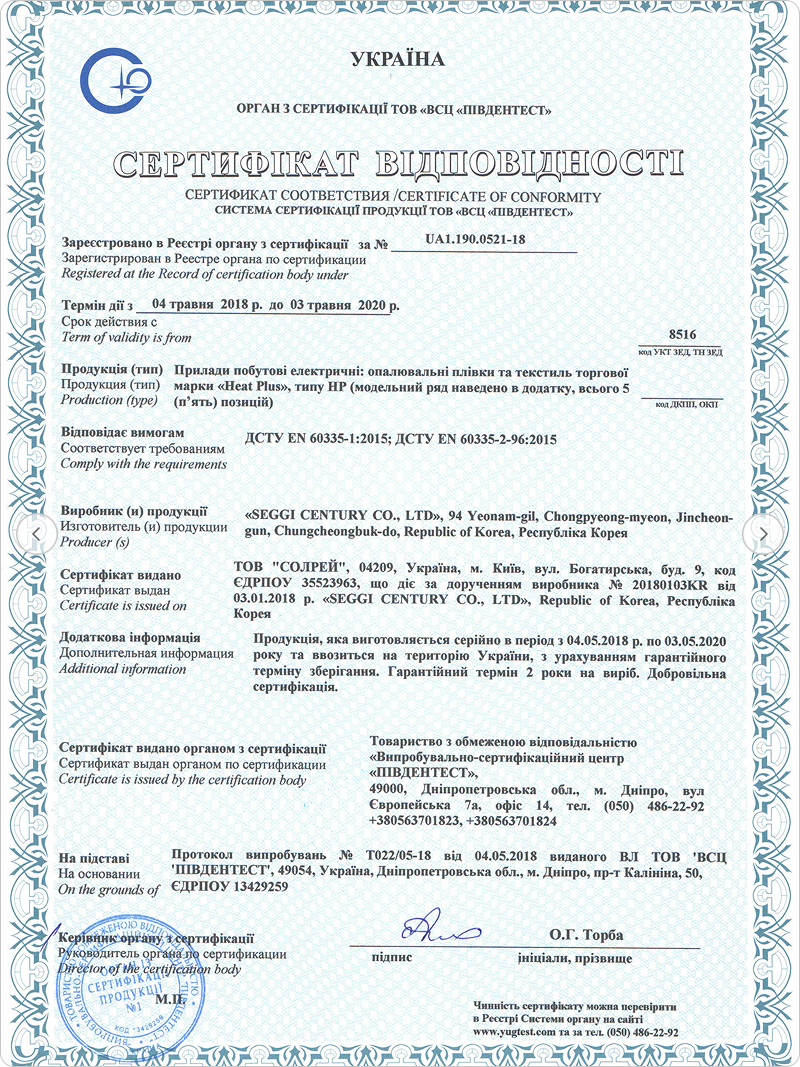 УКРАЇНА
ОРГАН З СЕРТИФІКАЦІЇ ТОВ «ВСЦ «ПІВДЕНТЕСТ»
СЕРТИФІКАТ ВІДПОВІДНОСТІ
СЕРТИФИКАТ СООТВЕТСТВИЯ /CERTIFICATE OF CONFORMITY
СИСТЕМА СЕРТИФІКАЦІЇ ПРОДУКЦІЇ ТОВ «ВСЦ «ПІВДЕНТЕСТ»
Зареєстровано в Реєстрі органу з сертифікації за № UA1.190.0521-18
Зарегистрирован в Реестре органа по сертификации
Registered at the Record of certification body under
Термін дії з 04 травня 2018 р. до 03 травня 2020 р.
Срок действия с
Term of validity is from
8516
код УКТ ЗЕД, ТН ЗЕД
Продукція (тип)
Продукция (тип)
Production (type)
Прилади побутові електричні: опалювальні плівки та текстиль торгової
марки «Heat Plus», типу HP (модельний ряд наведено в додатку, всього 5
(п’ять) позицій)
код ДКПП, ОКП
Відповідає вимогам
Соответствует требованиям
Comply with the requirements
ДСТУ EN 60335-1:2015; ДСТУ EN 60335-2-96:2015
Виробник (и) продукції
Изготовитель (и) продукции
Producer (s)
«SEGGI CENTURY CO., LTD», 94 Yeonam-gil, Chongpyeong-myeon, Jincheon-
gun, Chungcheongbuk-do, Republic of Korea, Республіка Корея
Сертифікат видано
Сертификат выдан
Certificate is issued on
ТОВ "СОЛРЕЙ", 04209, Україна, м. Київ, вул. Богатирська, буд. 9, код
ЄДРПОУ 35523963, що діє за дорученням виробника № 20180103KR від
03.01.2018 р. «SEGGI CENTURY CO., LTD», Republic of Korea, Республіка
Корея
Додаткова інформація
Дополнительная информация
Additional information
Продукція, яка виготовляється серійно в період з 04.05.2018 р. по 03.05.2020
року та ввозиться на територію України, з урахуванням гарантійного
терміну зберігання. Гарантійний термін 2 роки на виріб. Добровільна
сертифікація.
Сертифікат видано органом з сертифікації
Сертификат выдан органом по сертификации
Certificate is issued by the certification body
Товариство з обмеженою відповідальністю
«Випробувально-сертифікаційний центр
«ПІВДЕНТЕСТ»,
49000, Дніпропетровська обл., м. Дніпро, вул
Європейська 7а, офіс 14, тел. (050) 486-22-92
+380563701823, +380563701824
На підставі
На основании
On the grounds of
Протокол випробувань № Т022/05-18 від 04.05.2018 виданого ВЛ ТОВ 'ВСЦ
'ПІВДЕНТЕСТ', 49054, Україна, Дніпропетровська обл., м. Дніпро, пр-т Калініна, 50,
ЄДРПОУ 13429259
Керівник органу з сертифікації
Руководитель органа по сертификации
Director of the certification body
М.П.
підпис
О.Г. Торба
ініціали, прізвище
ОРГАН ІЗ
СЕРТИФІКАЦІЇ
ПРОДУКЦІЇ
№1
Чинність сертифікату можна перевірити
в Реєстрі Системи органу на сайті
www.yugtest.com та за тел. (050) 486-22-92